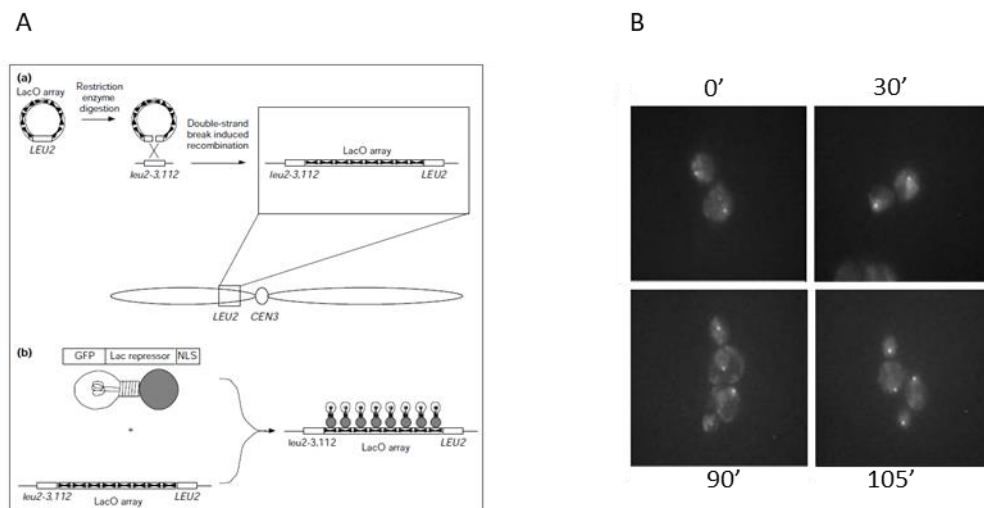 A
B
(a)
LacO array
Restriction
enzyme
digestion
LEU2
leu2-3,112
Double-strand
break induced
recombination
LacO array
leu2-3,112
LEU2
LEU2
CEN3
(b)
GFP
Lac repressor
NLS
+
leu2-3,112
LacO array
LEU2
leu2-3,112
LacO array
LEU2
0’
30’
90’
105’